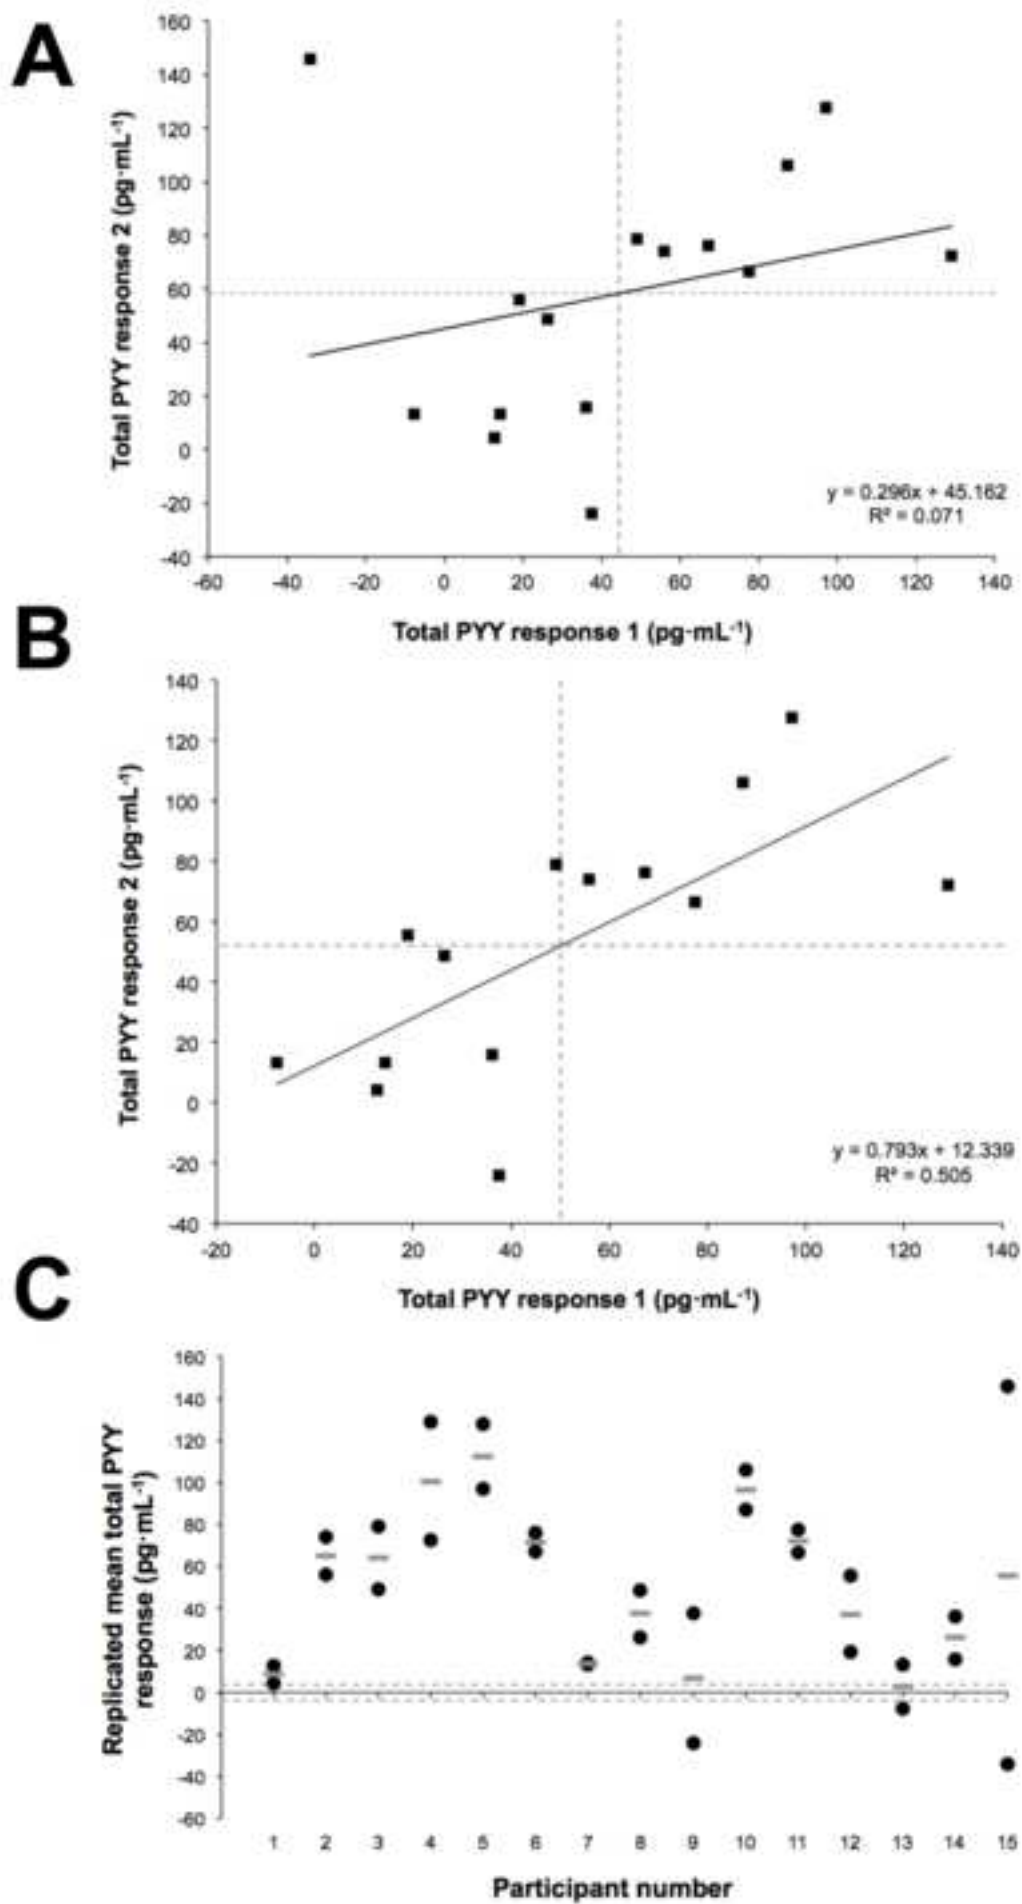 A
160
140
120
100
80
60
40
20
0
-20
-40
Total PYY response 2 (pg·mL⁻¹)
y = 0.296x + 45.162
R² = 0.071
-60 -40 -20 0 20 40 60 80 100 120 140
Total PYY response 1 (pg·mL⁻¹)
B
140
120
100
80
60
40
20
0
-20
-40
Total PYY response 2 (pg·mL⁻¹)
y = 0.793x + 12.339
R² = 0.505
-20 0 20 40 60 80 100 120 140
Total PYY response 1 (pg·mL⁻¹)
C
160
140
120
100
80
60
40
20
0
-20
-40
-60
Replicated mean total PYY
response (pg·mL⁻¹)
1 2 3 4 5 6 7 8 9 10 11 12 13 14 15
Participant number